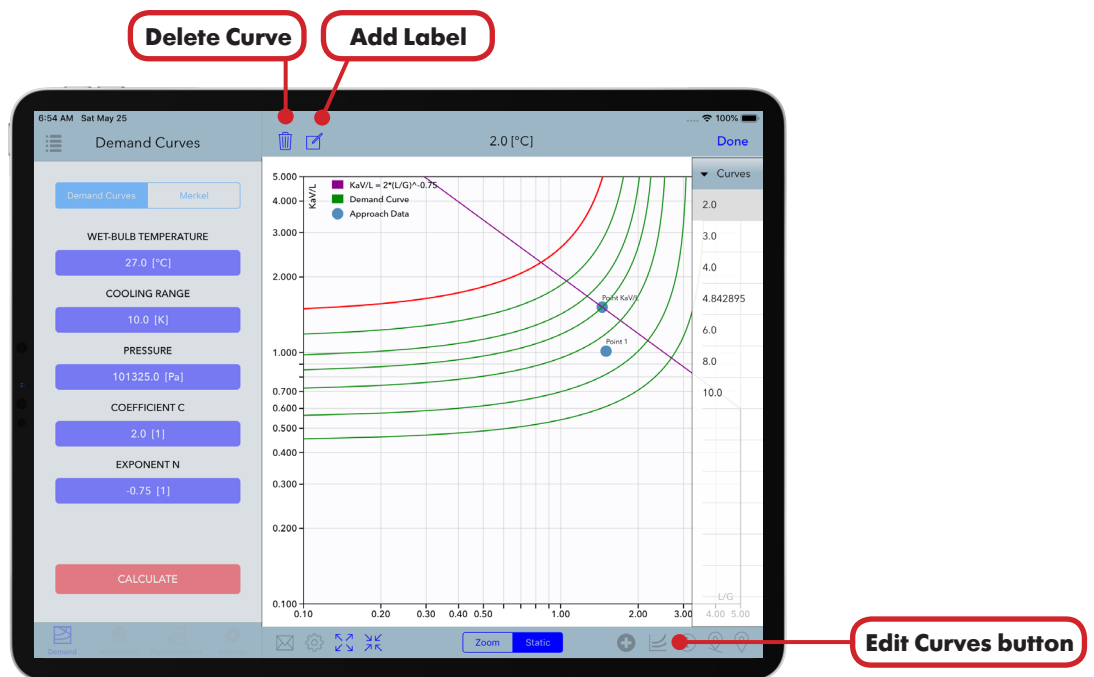 Delete Curve
Add Label
6:54 AM Sat May 25
100%
Demand Curves
2.0 [°C]
Done
Demand Curves
Merkel
WET-BULB TEMPERATURE
27.0 [°C]
COOLING RANGE
10.0 [K]
PRESSURE
101325.0 [Pa]
COEFFICIENT C
2.0 [1]
EXPONENT N
-0.75 [1]
CALCULATE
Demand
KaV/L
KaV/L = 2*(L/G)^-0.75
Demand Curve
Approach Data
5.000
4.000
3.000
2.000
1.000
0.700
0.600
0.500
0.400
0.300
0.200
0.100
Point KaV/L
Point 1
0.10 0.20 0.30 0.40 0.50 1.00 2.00 3.00 4.00 5.00
L/G
Curves
2.0
3.0
4.0
4.842895
6.0
8.0
10.0
Zoom
Static
Edit Curves button